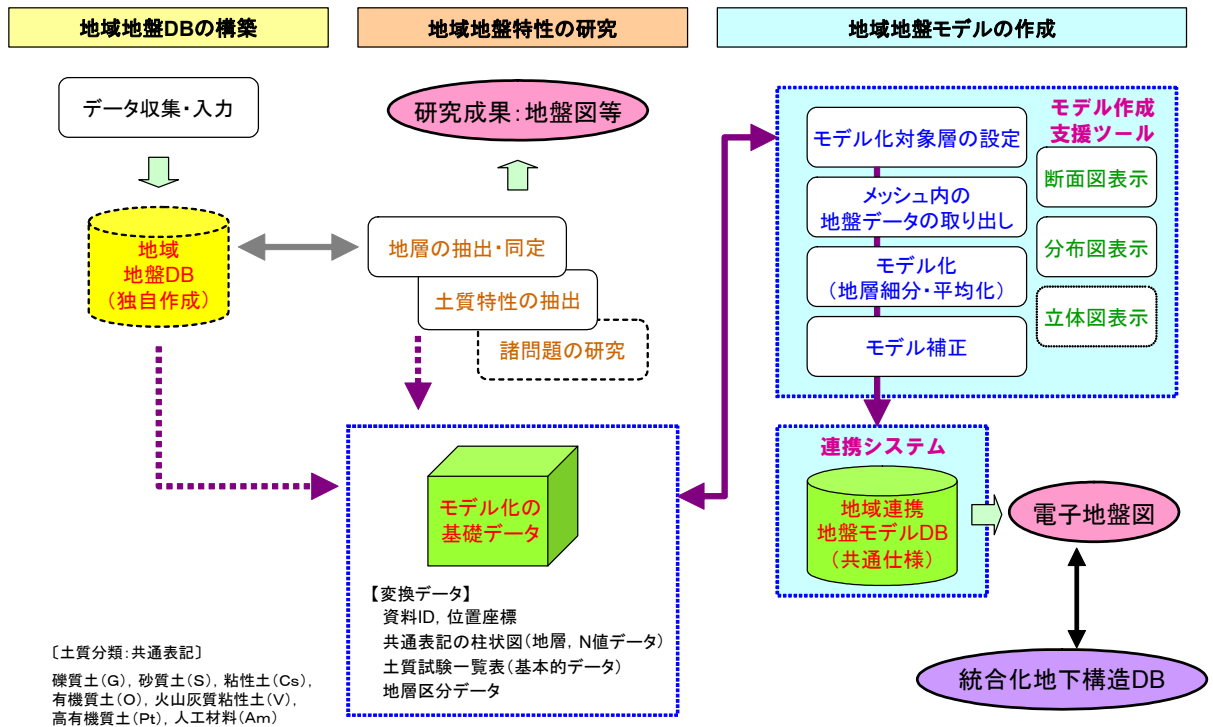 地域地盤DBの構築
地域地盤特性の研究
地域地盤モデルの作成
データ収集・入力
地域
地盤DB
（独自作成）
研究成果：地盤図等
地層の抽出・同定
土質特性の抽出
諸問題の研究
モデル化の
基礎データ
【変換データ】
資料ID，位置座標
共通表記の柱状図（地層，N値データ）
土質試験一覧表（基本的データ）
地層区分データ
〔土質分類：共通表記〕
礫質土（G），砂質土（S），粘性土（Cs），
有機質土（O），火山灰質粘性土（V），
高有機質土（Pt），人工材料（Am）
モデル作成
支援ツール
モデル化対象層の設定
メッシュ内の
地盤データの取り出し
モデル化
（地層細分・平均化）
モデル補正
断面図表示
分布図表示
立体図表示
連携システム
地域連携
地盤モデルDB
（共通仕様）
電子地盤図
統合化地下構造DB